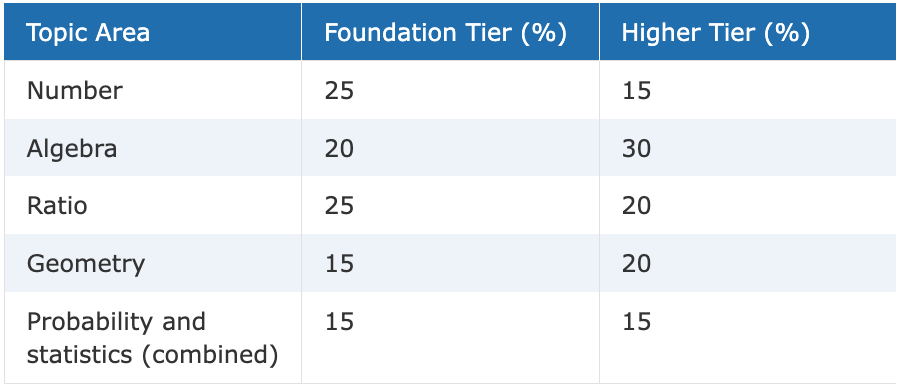 Topic Area Foundation Tier (%) Higher Tier (%)
Number 25 15
Algebra 20 30
Ratio 25 20
Geometry 15 20
Probability and 15 15
statistics (combined)